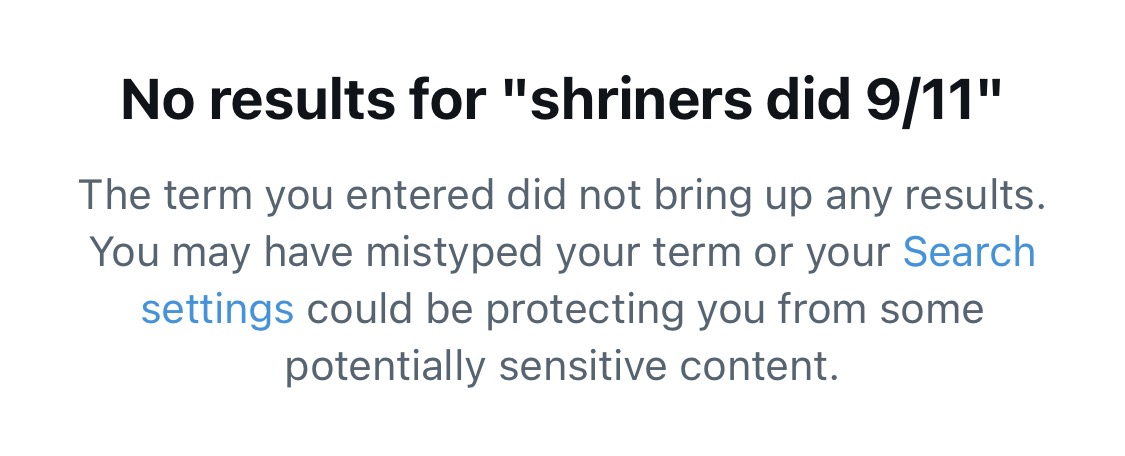 No results for "shriners did 9/11"
The term you entered did not bring up any results.
You may have mistyped your term or your Search
settings could be protecting you from some
potentially sensitive content.